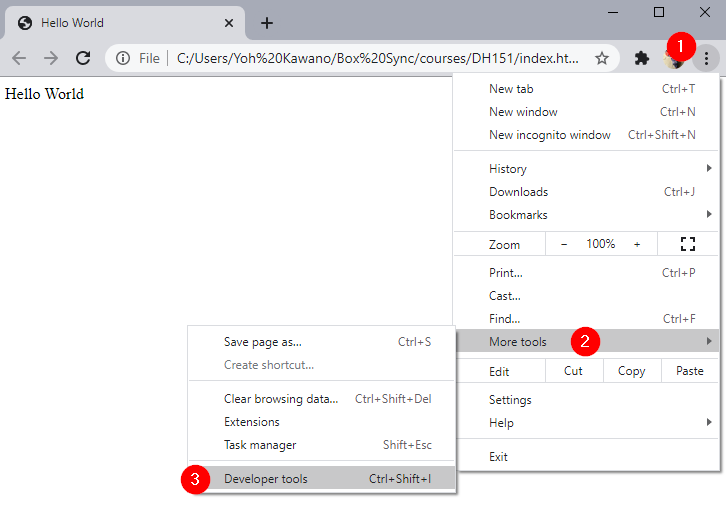 Hello World
File C:/Users/Yoh%20Kawano/Box%20Sync/courses/DH151/index.ht...
1
Hello World
New tab Ctrl+T
New window Ctrl+N
New incognito window Ctrl+Shift+N
History
Downloads Ctrl+J
Bookmarks
Zoom − 100% +
Print... Ctrl+P
Cast...
Find... Ctrl+F
More tools 2
Edit Cut Copy Paste
Settings
Help
Exit
Save page as... Ctrl+S
Create shortcut...
Clear browsing data... Ctrl+Shift+Del
Extensions
Task manager Shift+Esc
3 Developer tools Ctrl+Shift+I